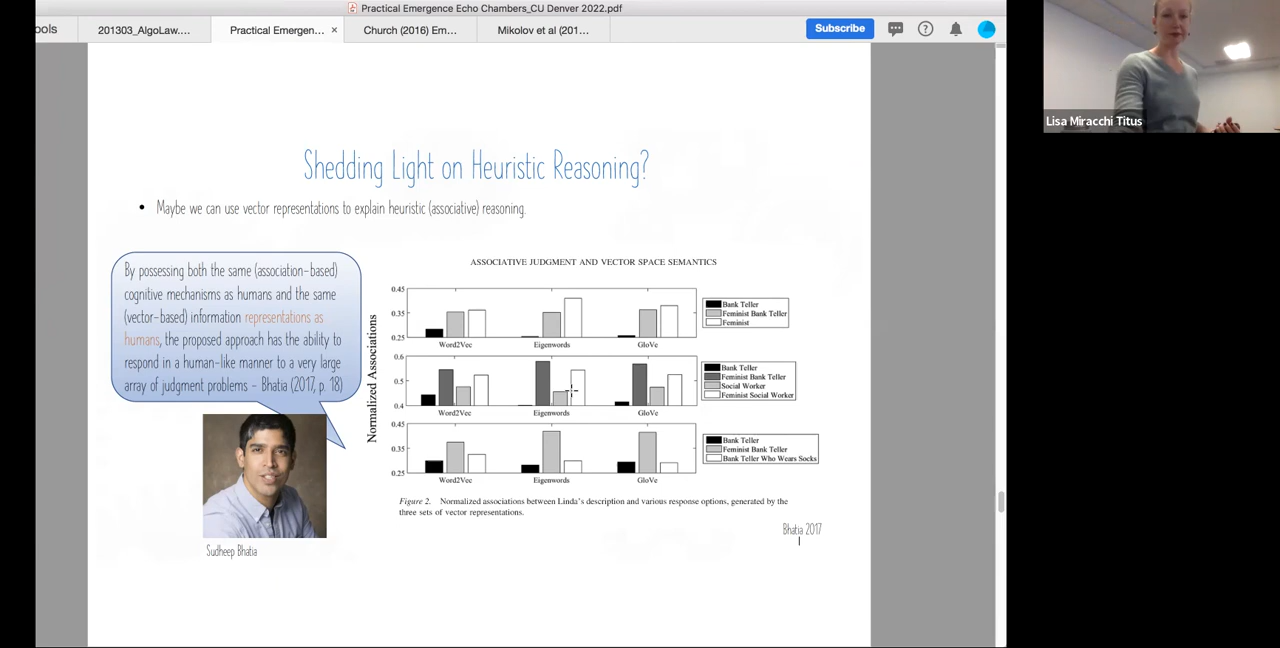 Practical Emergence Echo Chambers_CU Denver 2022.pdf
ools
201303_AlgoLaw....
Practical Emergen... ×
Church (2016) Em...
Mikolov et al (201...
Subscribe
Lisa Miracchi Titus
Shedding Light on Heuristic Reasoning?
• Maybe we can use vector representations to explain heuristic (associative) reasoning.
By possessing both the same (association-based)
cognitive mechanisms as humans and the same
(vector-based) information representations as
humans, the proposed approach has the ability to
respond in a human-like manner to a very large
array of judgment problems – Bhatia (2017, p. 18)
Sudheep Bhatia
ASSOCIATIVE JUDGMENT AND VECTOR SPACE SEMANTICS
Normalized Associations
0.45
0.35
0.25
Word2Vec
Eigenwords
GloVe
Bank Teller
Feminist Bank Teller
Feminist
0.6
0.5
0.4
Word2Vec
Eigenwords
GloVe
Bank Teller
Feminist Bank Teller
Social Worker
Feminist Social Worker
0.45
0.35
0.25
Word2Vec
Eigenwords
GloVe
Bank Teller
Feminist Bank Teller
Bank Teller Who Wears Socks
Figure 2. Normalized associations between Linda's description and various response options, generated by the
three sets of vector representations.
Bhatia 2017